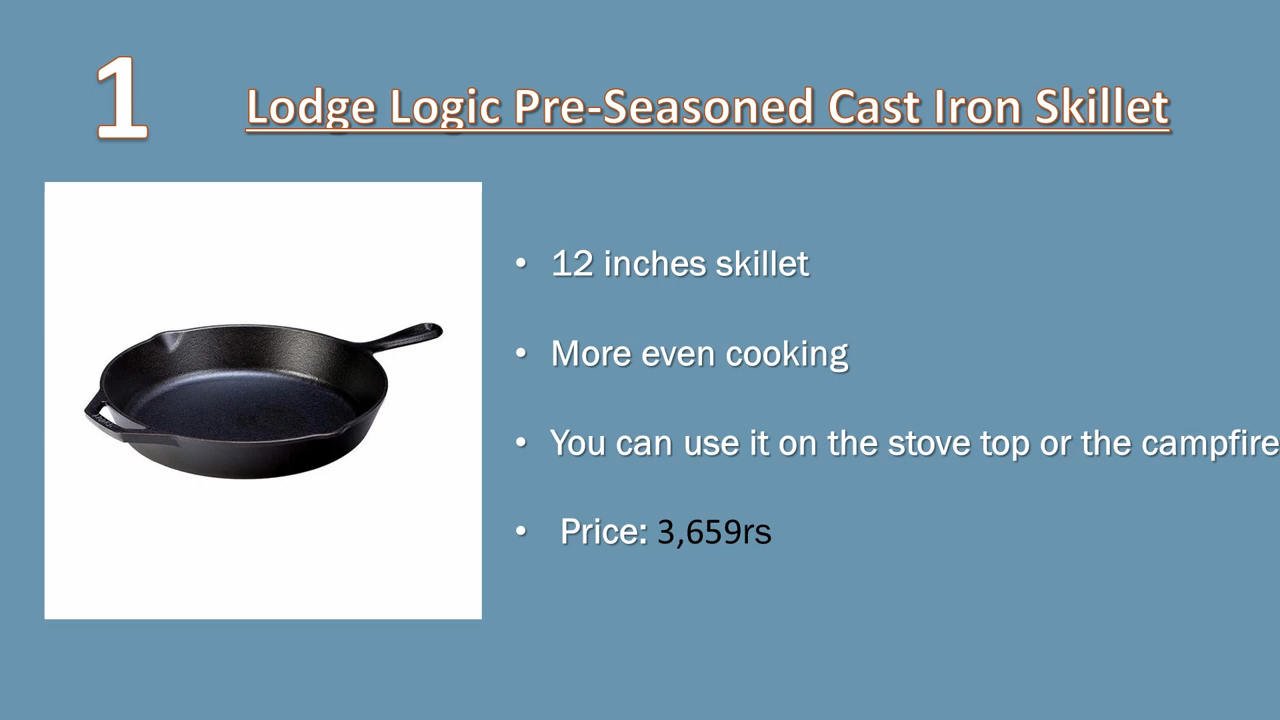 1
Lodge Logic Pre-Seasoned Cast Iron Skillet
• 12 inches skillet
• More even cooking
• You can use it on the stove top or the campfire
• Price: 3,659rs